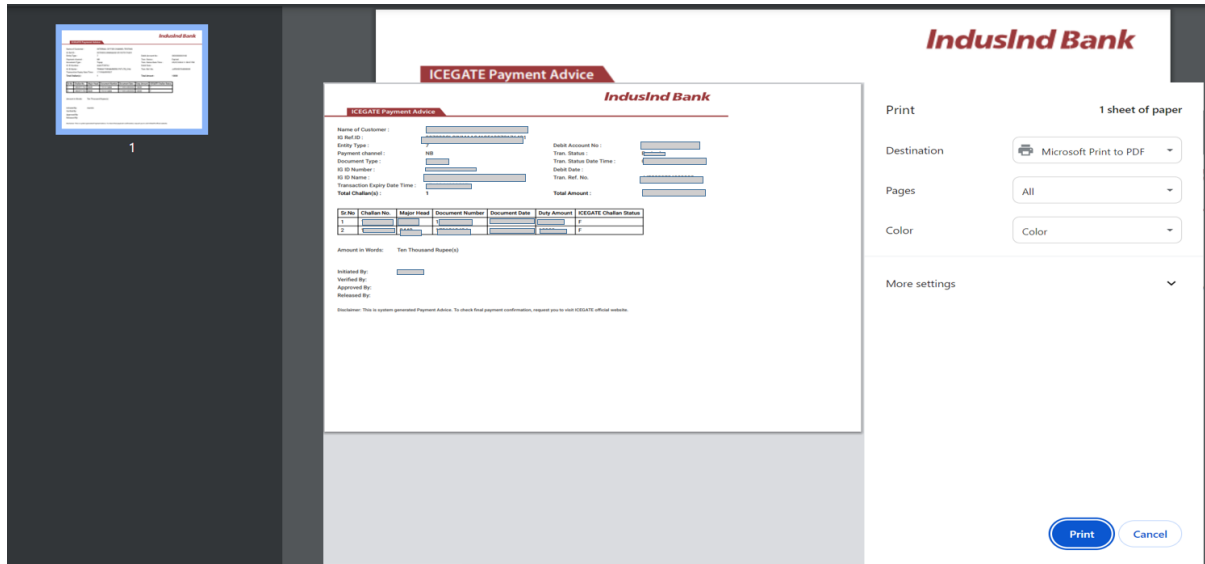 IndusInd Bank
ICEGATE Payment Advice
1
IndusInd Bank
ICEGATE Payment Advice
Name of Customer :
IG Ref.ID :
Entity Type :
Debit Account No :
Payment channel : NB
Tran. Status :
Document Type :
Tran. Status Date Time :
IG ID Number :
Debit Date :
IG ID Name :
Tran. Ref. No.
Transaction Expiry Date Time :
Total Challan(s) : 1
Total Amount :
Sr.No Challan No. Major Head Document Number Document Date Duty Amount ICEGATE Challan Status
1 F
2 F
Amount in Words: Ten Thousand Rupee(s)
Initiated By:
Verified By:
Approved By:
Released By:
Disclaimer: This is system generated Payment Advice. To check final payment confirmation, request you to visit ICEGATE official website.
Print 1 sheet of paper
Destination Microsoft Print to PDF
Pages All
Color Color
More settings
Print Cancel